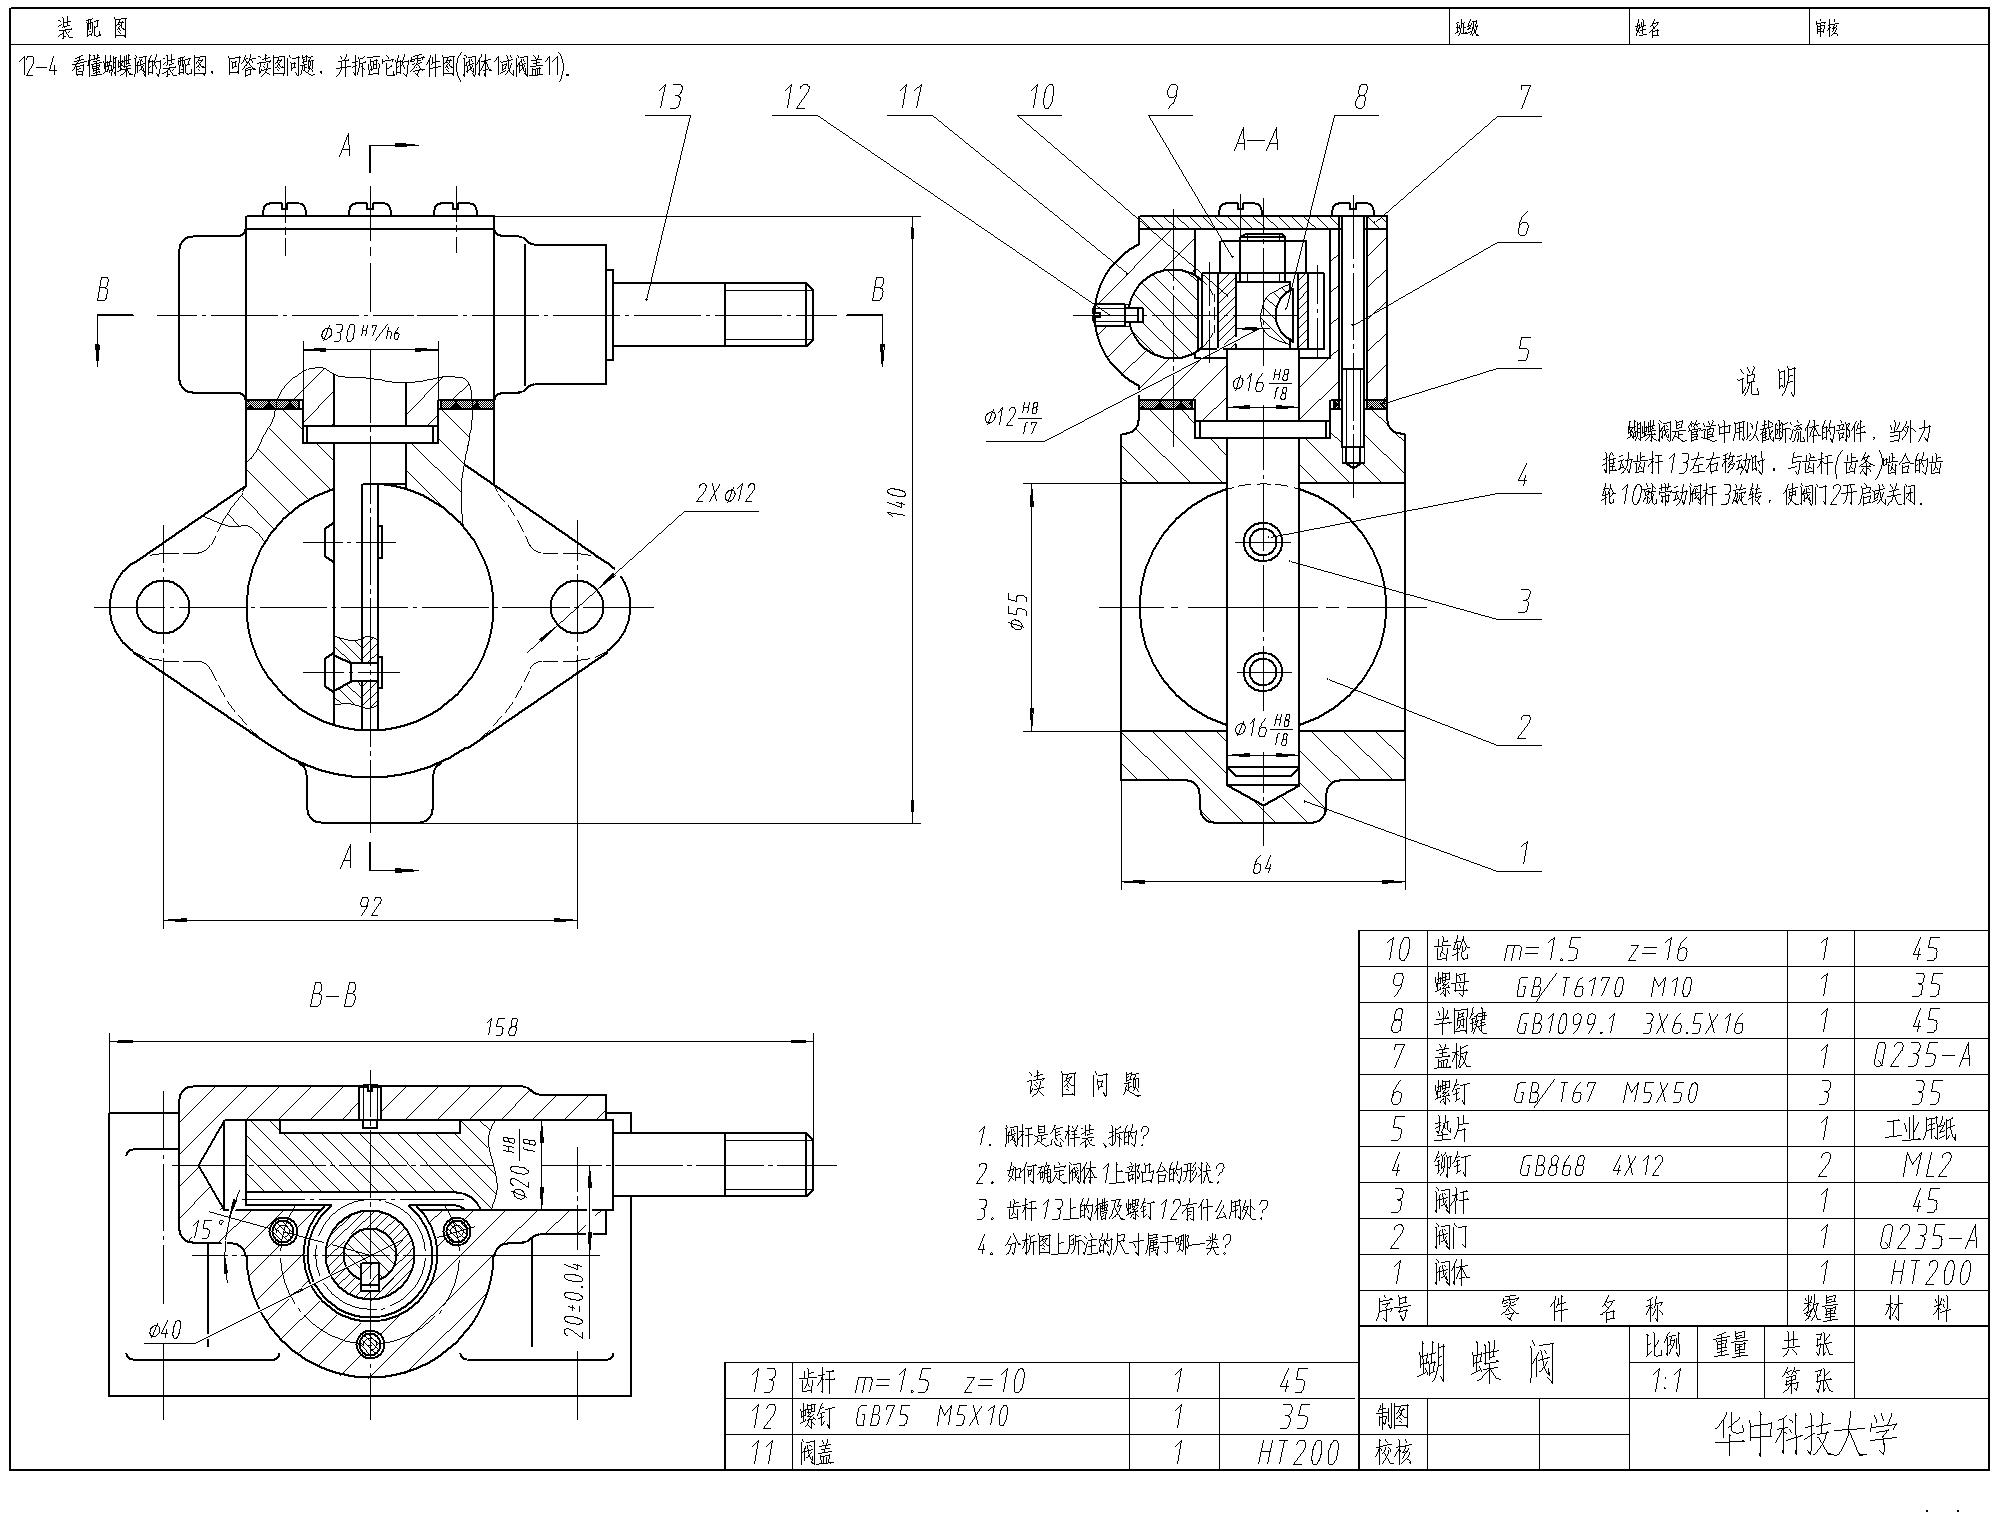 装 配 图
班级
姓名
审核
12-4 看懂蝴蝶阀的装配图，回答读图问题，并拆画它的零件图(阀体1或阀盖11)。
13
12
11
10
9
8
7
A
A-A
6
B
B
Φ30 H7/h6
5
说 明
Φ16 H8/f8
Φ12 H8/f7
蝴蝶阀是管道中用以截断流体的部件，当外力
推动齿杆13左右移动时，与齿杆(齿条)啮合的齿
轮10就带动阀杆3旋转，使阀门2开启或关闭.
4
2XΦ12
140
Φ55
3
Φ16 H8/f8
2
A
1
64
92
B-B
158
Φ20 H8/f8
15°
20±0.04
Φ40
读 图 问 题
1. 阀杆是怎样装、拆的?
2. 如何确定阀体1上部凸台的形状?
3. 齿杆13上的槽及螺钉12有什么用处?
4. 分析图上所注的尺寸属于哪一类?
10 齿轮 m=1.5 z=16 1 45
9 螺母 GB/T6170 M10 1 35
8 半圆键 GB1099.1 3X6.5X16 1 45
7 盖板 1 Q235-A
6 螺钉 GB/T67 M5X50 3 35
5 垫片 1 工业用纸
4 铆钉 GB868 4X12 2 ML2
3 阀杆 1 45
2 阀门 1 Q235-A
1 阀体 1 HT200
序号 零 件 名 称 数量 材 料
13 齿杆 m=1.5 z=10 1 45
12 螺钉 GB75 M5X10 1 35
11 阀盖 1 HT200
蝴 蝶 阀
比例 重量 共 张
1:1 第 张
制图
校核
华中科技大学